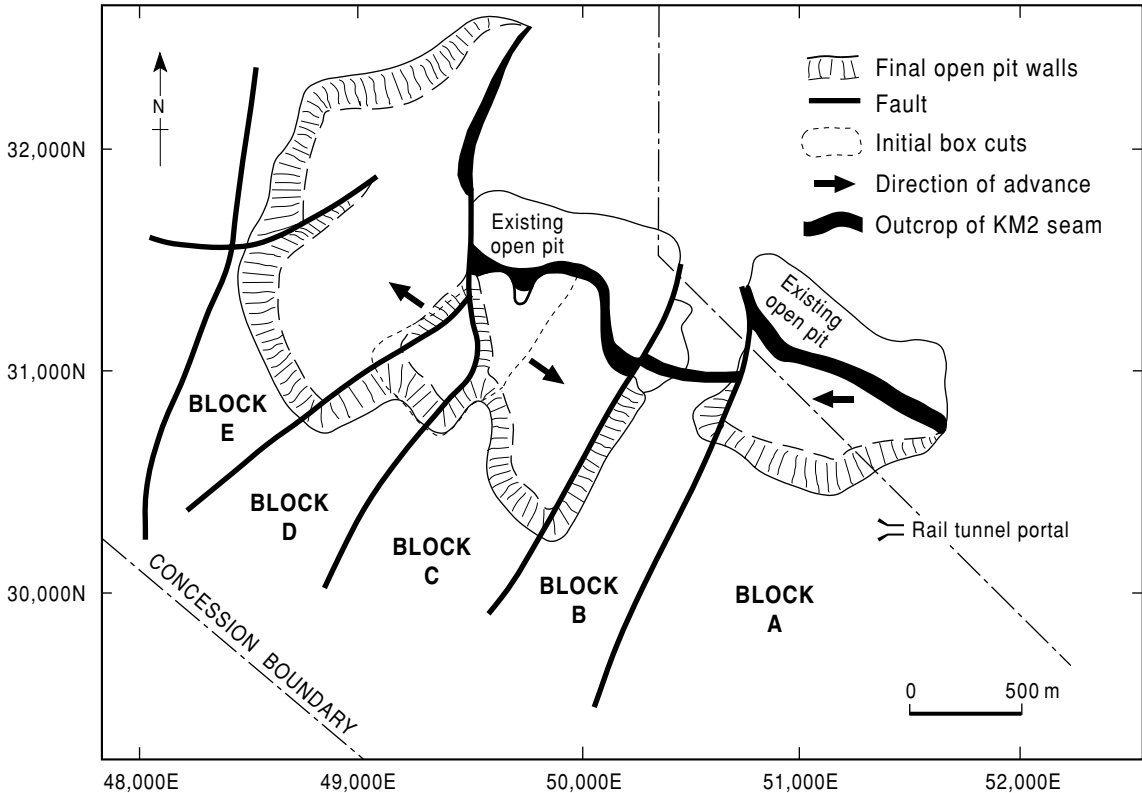 Final open pit walls
Fault
Initial box cuts
Direction of advance
Outcrop of KM2 seam
N
32,000N
31,000N
30,000N
Existing
open pit
Existing
open pit
BLOCK
E
BLOCK
D
BLOCK
C
BLOCK
B
BLOCK
A
Rail tunnel portal
CONCESSION BOUNDARY
0 500 m
48,000E 49,000E 50,000E 51,000E 52,000E